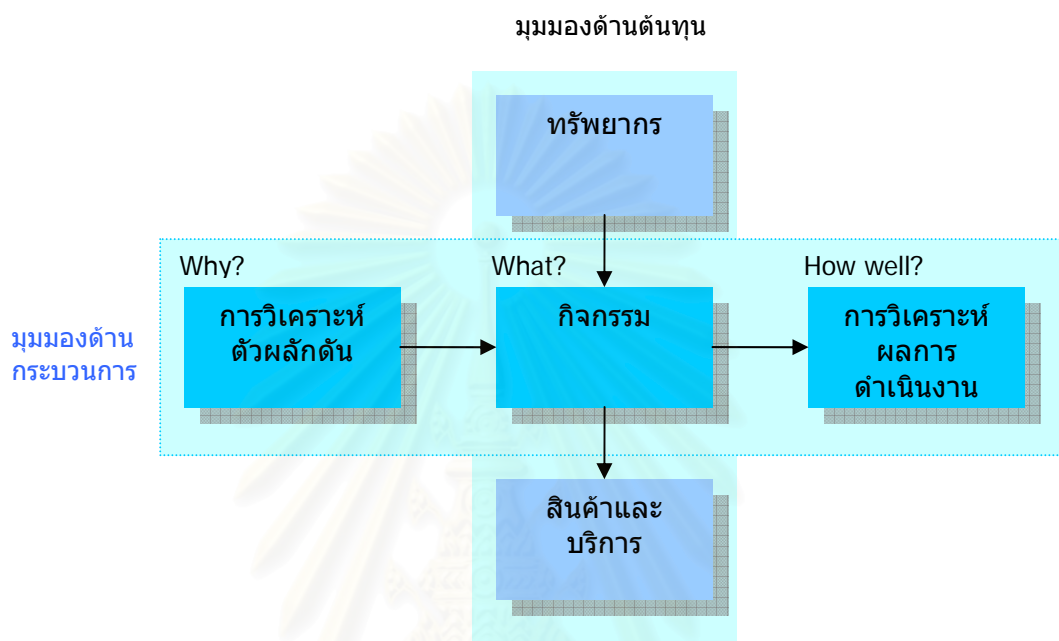 มุมมองด้านต้นทุน
ทรัพยากร
Why?
What?
How well?
มุมมองด้าน
กระบวนการ
การวิเคราะห์
ตัวผลักดัน
กิจกรรม
การวิเคราะห์
ผลการ
ดำเนินงาน
สินค้าและ
บริการ